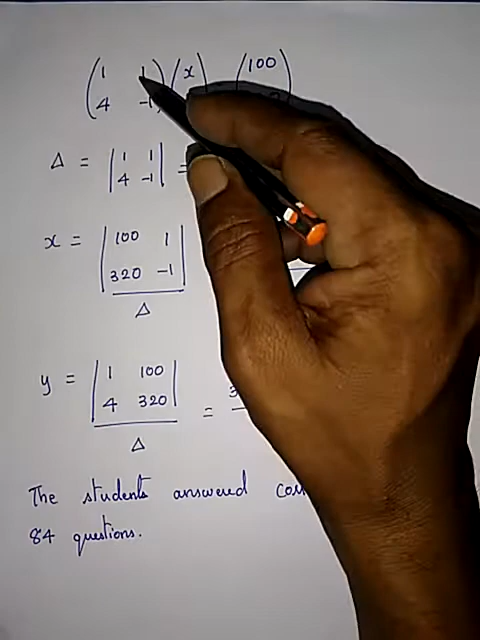 ( 1 1 ) ( x ) ( 100 )
( 4 -1 )
Δ = | 1 1 | =
| 4 -1 |
x = | 100 1 |
| 320 -1 |
Δ
y = | 1 100 |
| 4 320 | =
Δ
The students answered
84 questions.